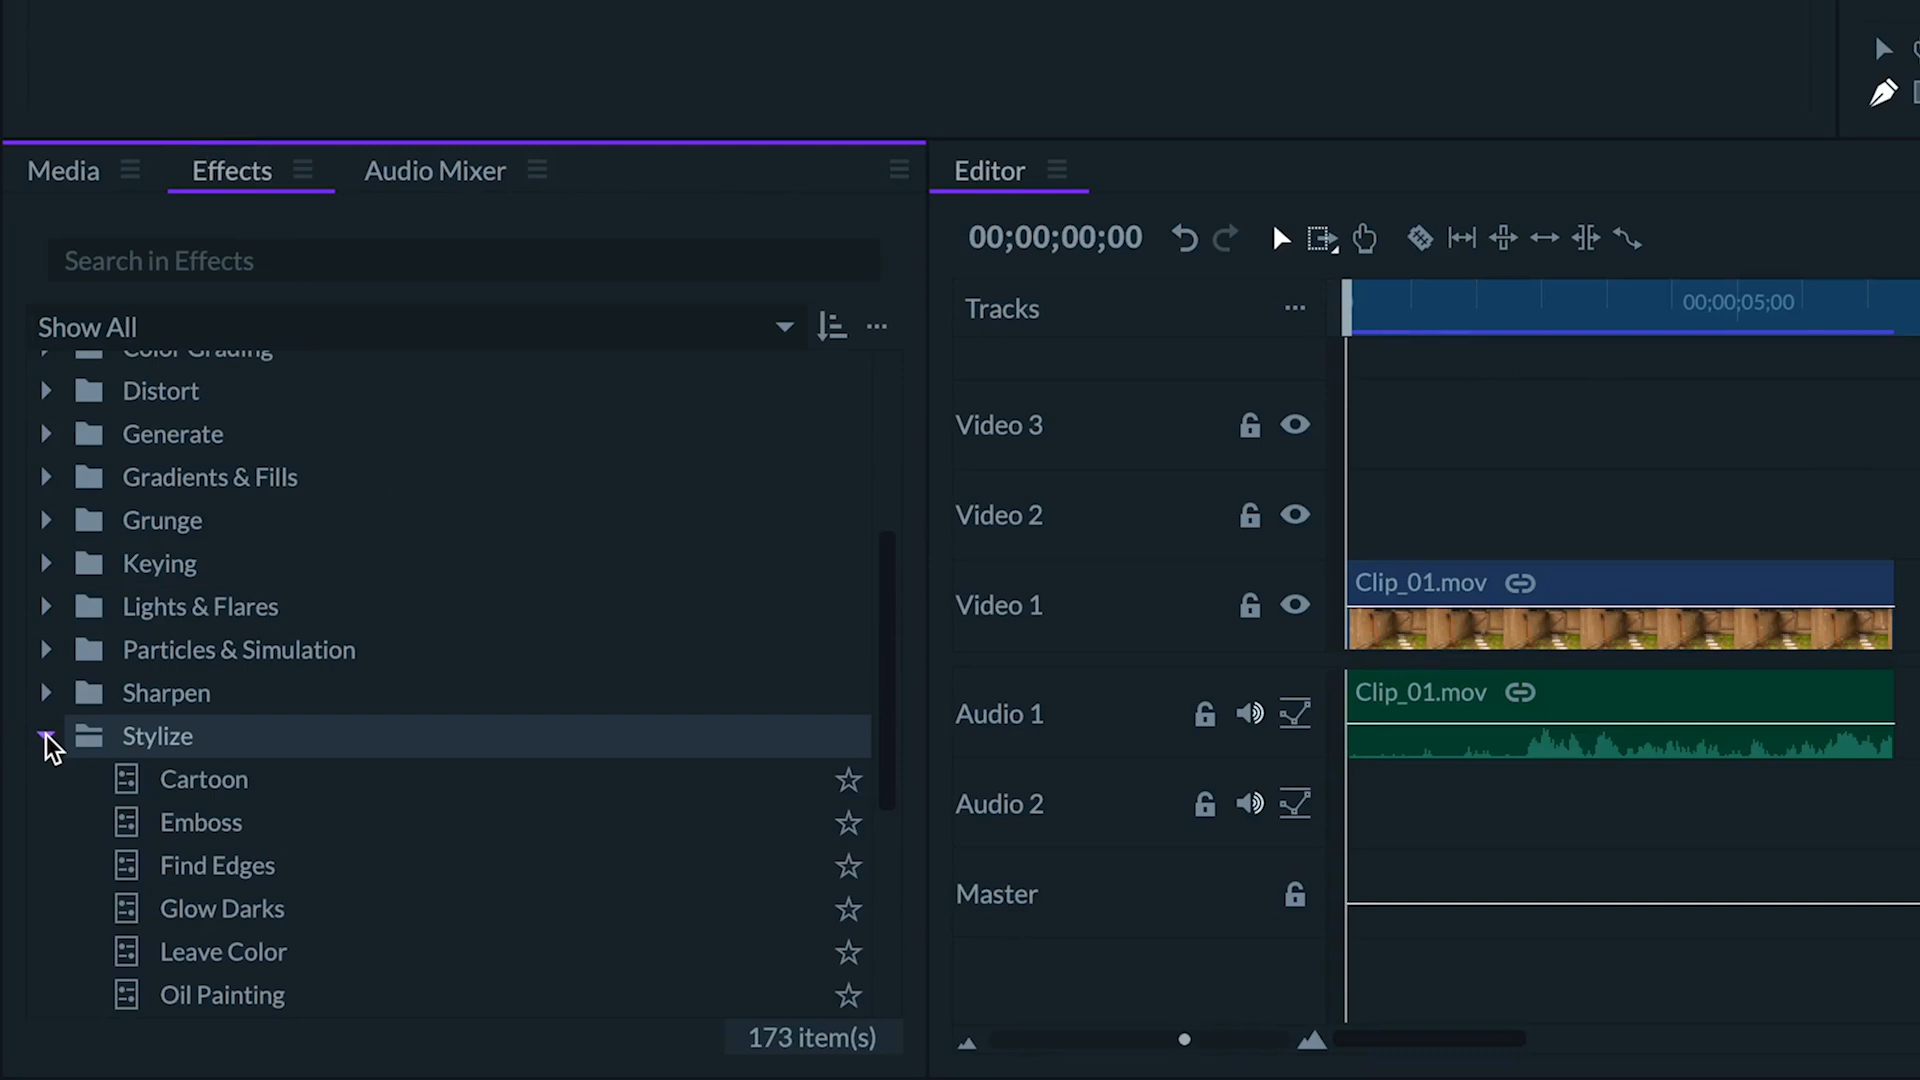 Media
Effects
Audio Mixer
Editor
00;00;00;00
Search in Effects
Show All
Color Grading
Distort
Generate
Gradients & Fills
Grunge
Keying
Lights & Flares
Particles & Simulation
Sharpen
Stylize
Cartoon
Emboss
Find Edges
Glow Darks
Leave Color
Oil Painting
173 item(s)
Tracks
00;00;05;00
Video 3
Video 2
Video 1
Clip_01.mov
Audio 1
Clip_01.mov
Audio 2
Master